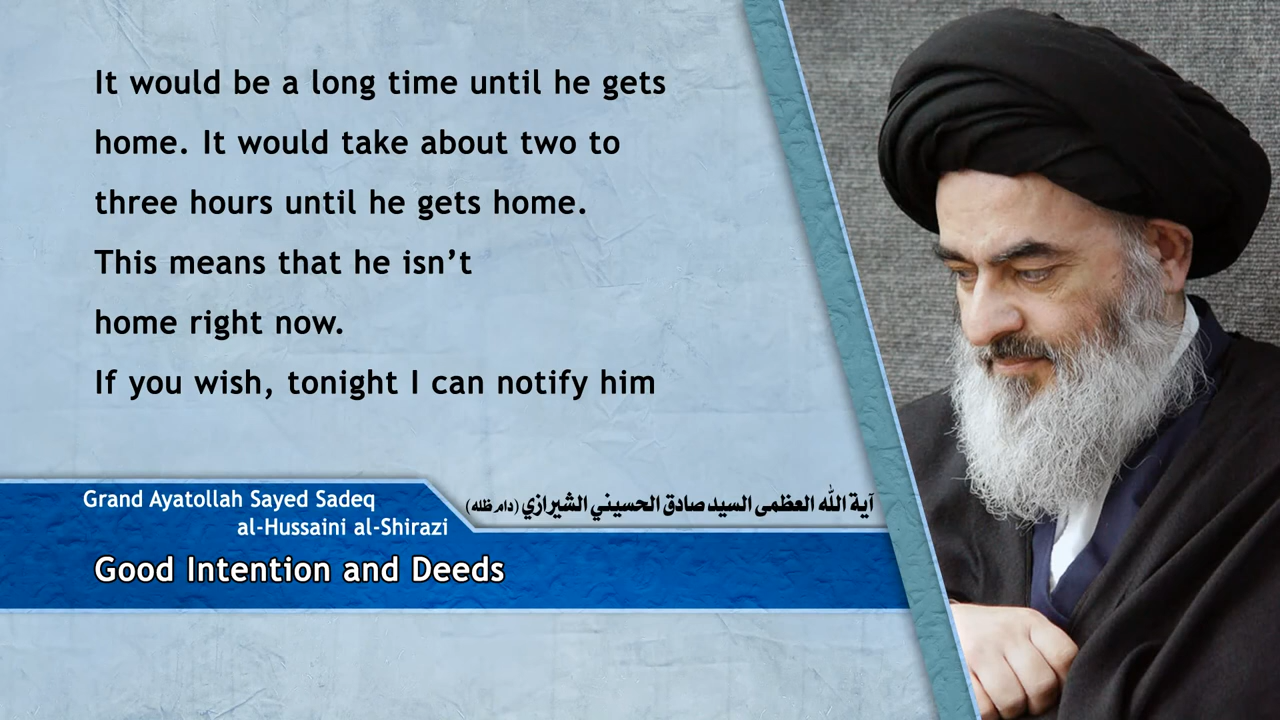 It would be a long time until he gets
home. It would take about two to
three hours until he gets home.
This means that he isn’t
home right now.
If you wish, tonight I can notify him
Grand Ayatollah Sayed Sadeq
al-Hussaini al-Shirazi
آية الله العظمى السيد صادق الحسيني الشيرازي (دام ظله)
Good Intention and Deeds